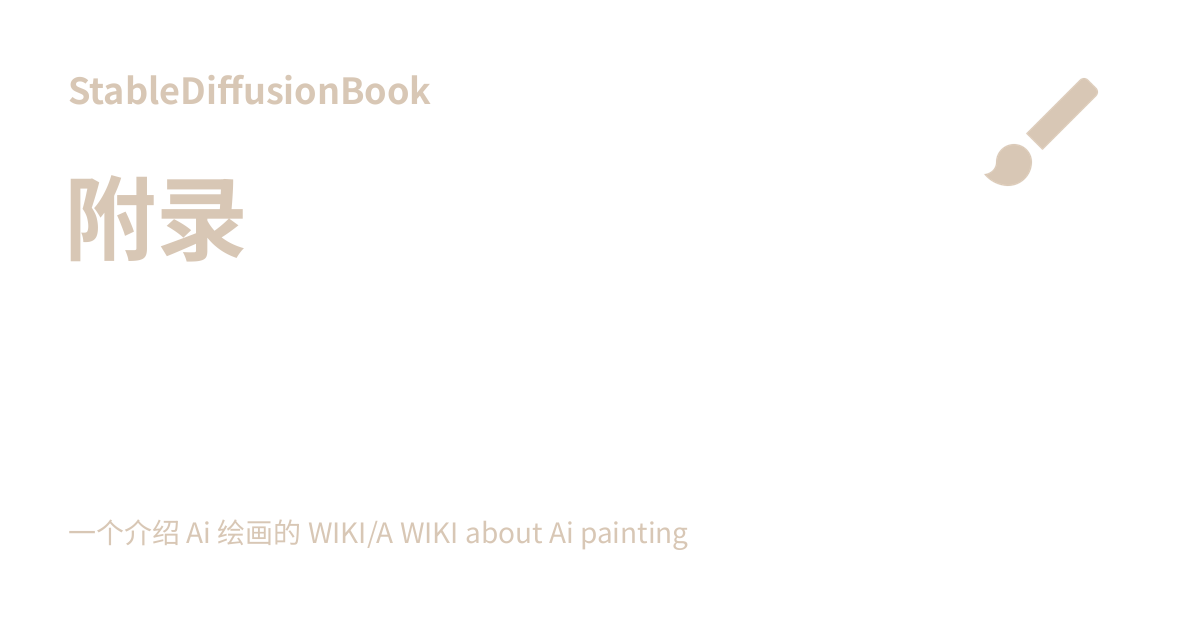 StableDiffusionBook
附录
一个介绍 Ai 绘画的 WIKI/A WIKI about Ai painting